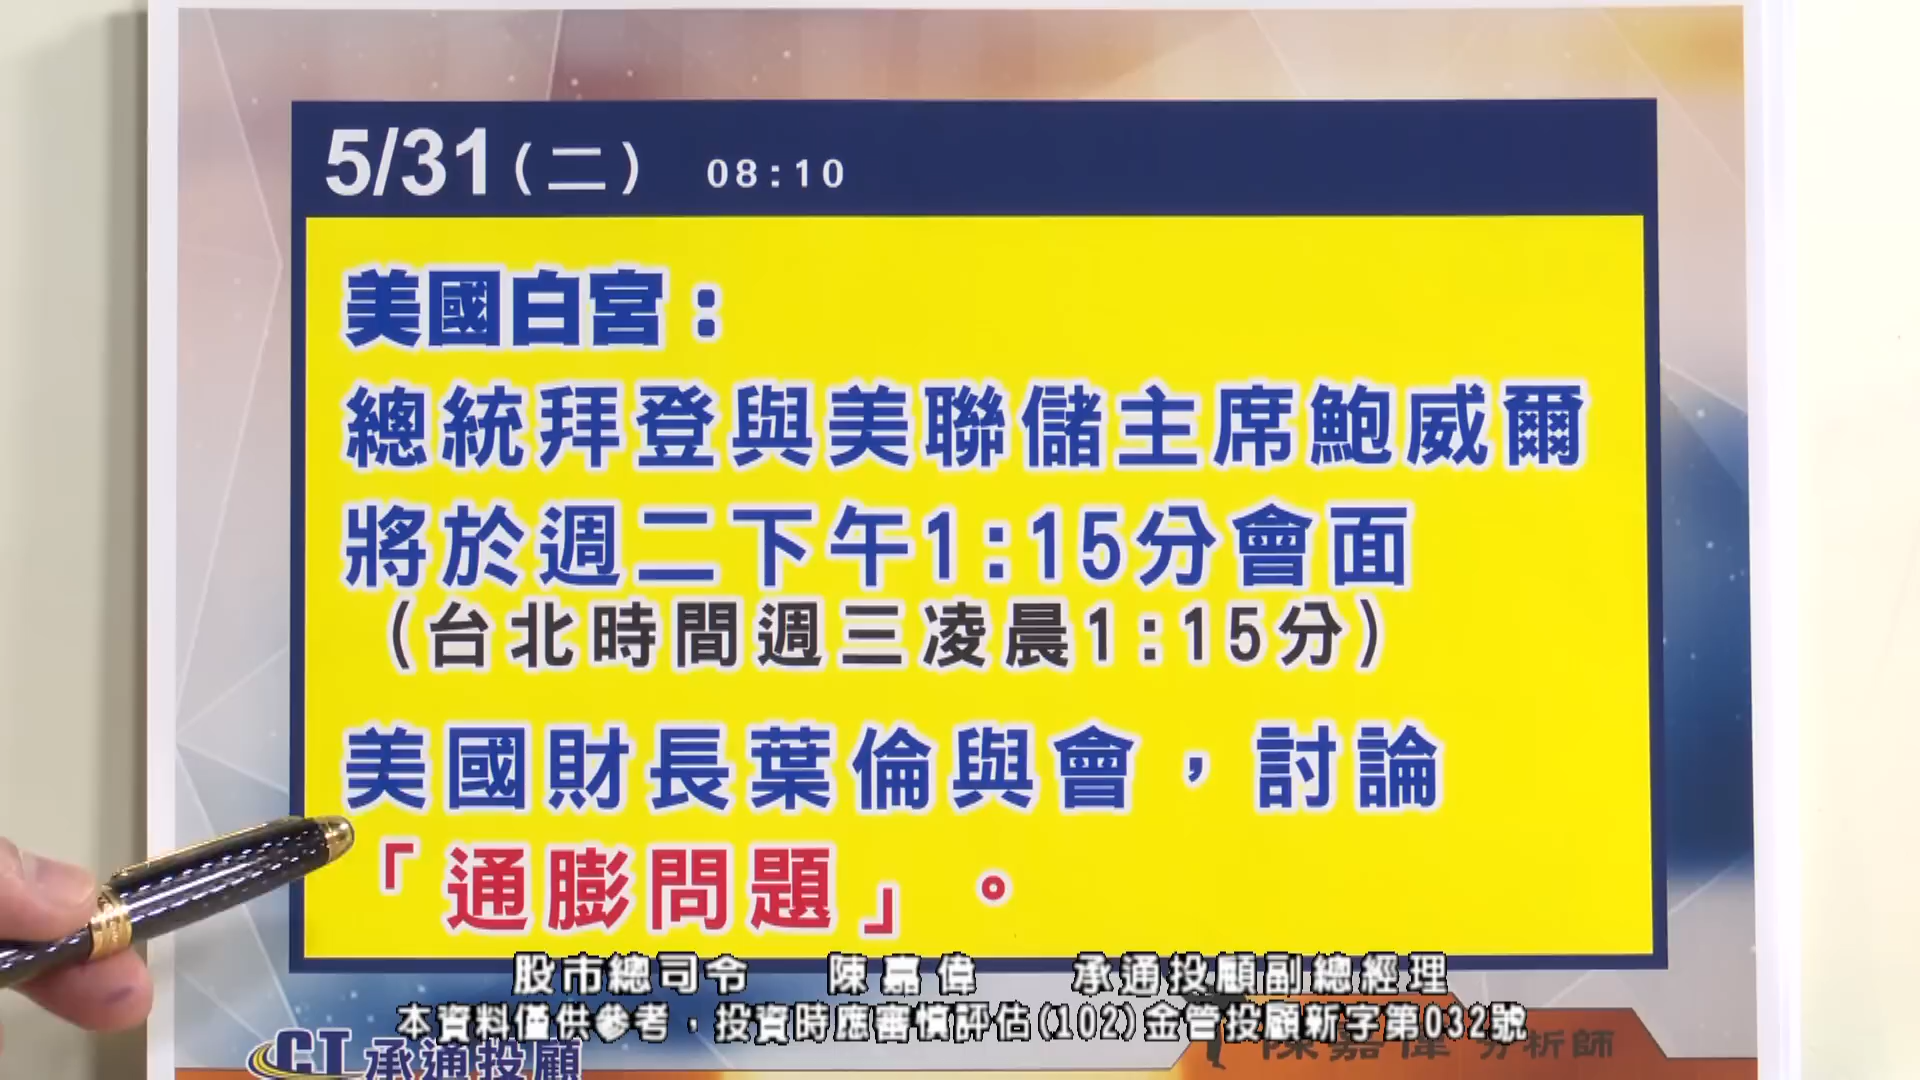 5/31(二) 08:10
美國白宮：
總統拜登與美聯儲主席鮑威爾
將於週二下午1:15分會面
(台北時間週三凌晨1:15分)
美國財長葉倫與會，討論
「通膨問題」。
股市總司令 陳嘉偉 承通投顧副總經理
本資料僅供參考，投資時應審慎評估(102)金管投顧新字第032號
CT承通投顧 陳嘉偉 分析師